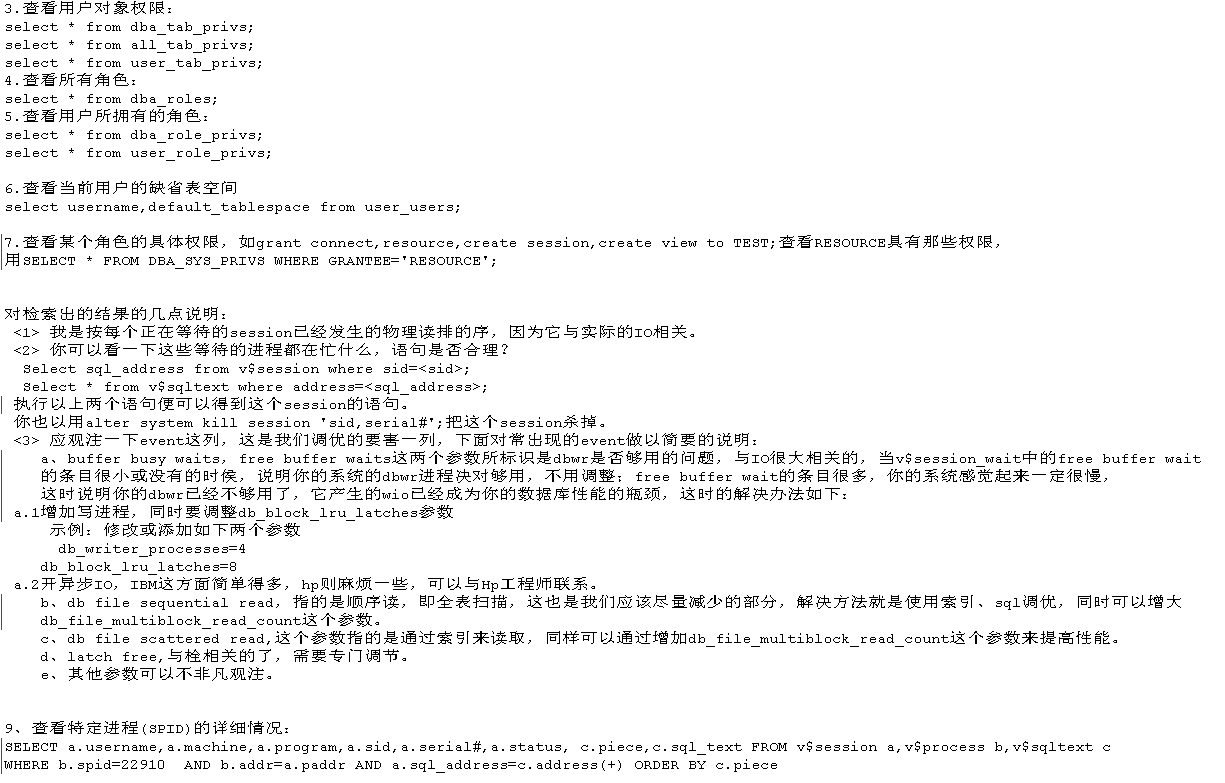 3.查看用户对象权限：
select * from dba_tab_privs;
select * from all_tab_privs;
select * from user_tab_privs;
4.查看所有角色：
select * from dba_roles;
5.查看用户所拥有的角色：
select * from dba_role_privs;
select * from user_role_privs;
6.查看当前用户的缺省表空间
select username,default_tablespace from user_users;
7.查看某个角色的具体权限，如grant connect,resource,create session,create view to TEST;查看RESOURCE具有那些权限，
用SELECT * FROM DBA_SYS_PRIVS WHERE GRANTEE='RESOURCE';
对检索出的结果的几点说明：
<1> 我是按每个正在等待的session已经发生的物理读排的序，因为它与实际的IO相关。
<2> 你可以看一下这些等待的进程都在忙什么，语句是否合理？
Select sql_address from v$session where sid=<sid>;
Select * from v$sqltext where address=<sql_address>;
执行以上两个语句便可以得到这个session的语句。
你也以用alter system kill session 'sid,serial#';把这个session杀掉。
<3> 应观注一下event这列，这是我们调优的要害一列，下面对常出现的event做以简要的说明：
a、buffer busy waits，free buffer waits这两个参数所标识是dbwr是否够用的问题，与IO很大相关的，当v$session_wait中的free buffer wait
的条目很小或没有的时侯，说明你的系统的dbwr进程决对够用，不用调整；free buffer wait的条目很多，你的系统感觉起来一定很慢，
这时说明你的dbwr已经不够用了，它产生的wio已经成为你的数据库性能的瓶颈，这时的解决办法如下：
a.1增加写进程，同时要调整db_block_lru_latches参数
示例：修改或添加如下两个参数
db_writer_processes=4
db_block_lru_latches=8
a.2开异步IO，IBM这方面简单得多，hp则麻烦一些，可以与Hp工程师联系。
b、db file sequential read，指的是顺序读，即全表扫描，这也是我们应该尽量减少的部分，解决方法就是使用索引、sql调优，同时可以增大
db_file_multiblock_read_count这个参数。
c、db file scattered read,这个参数指的是通过索引来读取，同样可以通过增加db_file_multiblock_read_count这个参数来提高性能。
d、latch free,与栓相关的了，需要专门调节。
e、其他参数可以不非凡观注。
9、查看特定进程(SPID)的详细情况：
SELECT a.username,a.machine,a.program,a.sid,a.serial#,a.status, c.piece,c.sql_text FROM v$session a,v$process b,v$sqltext c
WHERE b.spid=22910  AND b.addr=a.paddr AND a.sql_address=c.address(+) ORDER BY c.piece